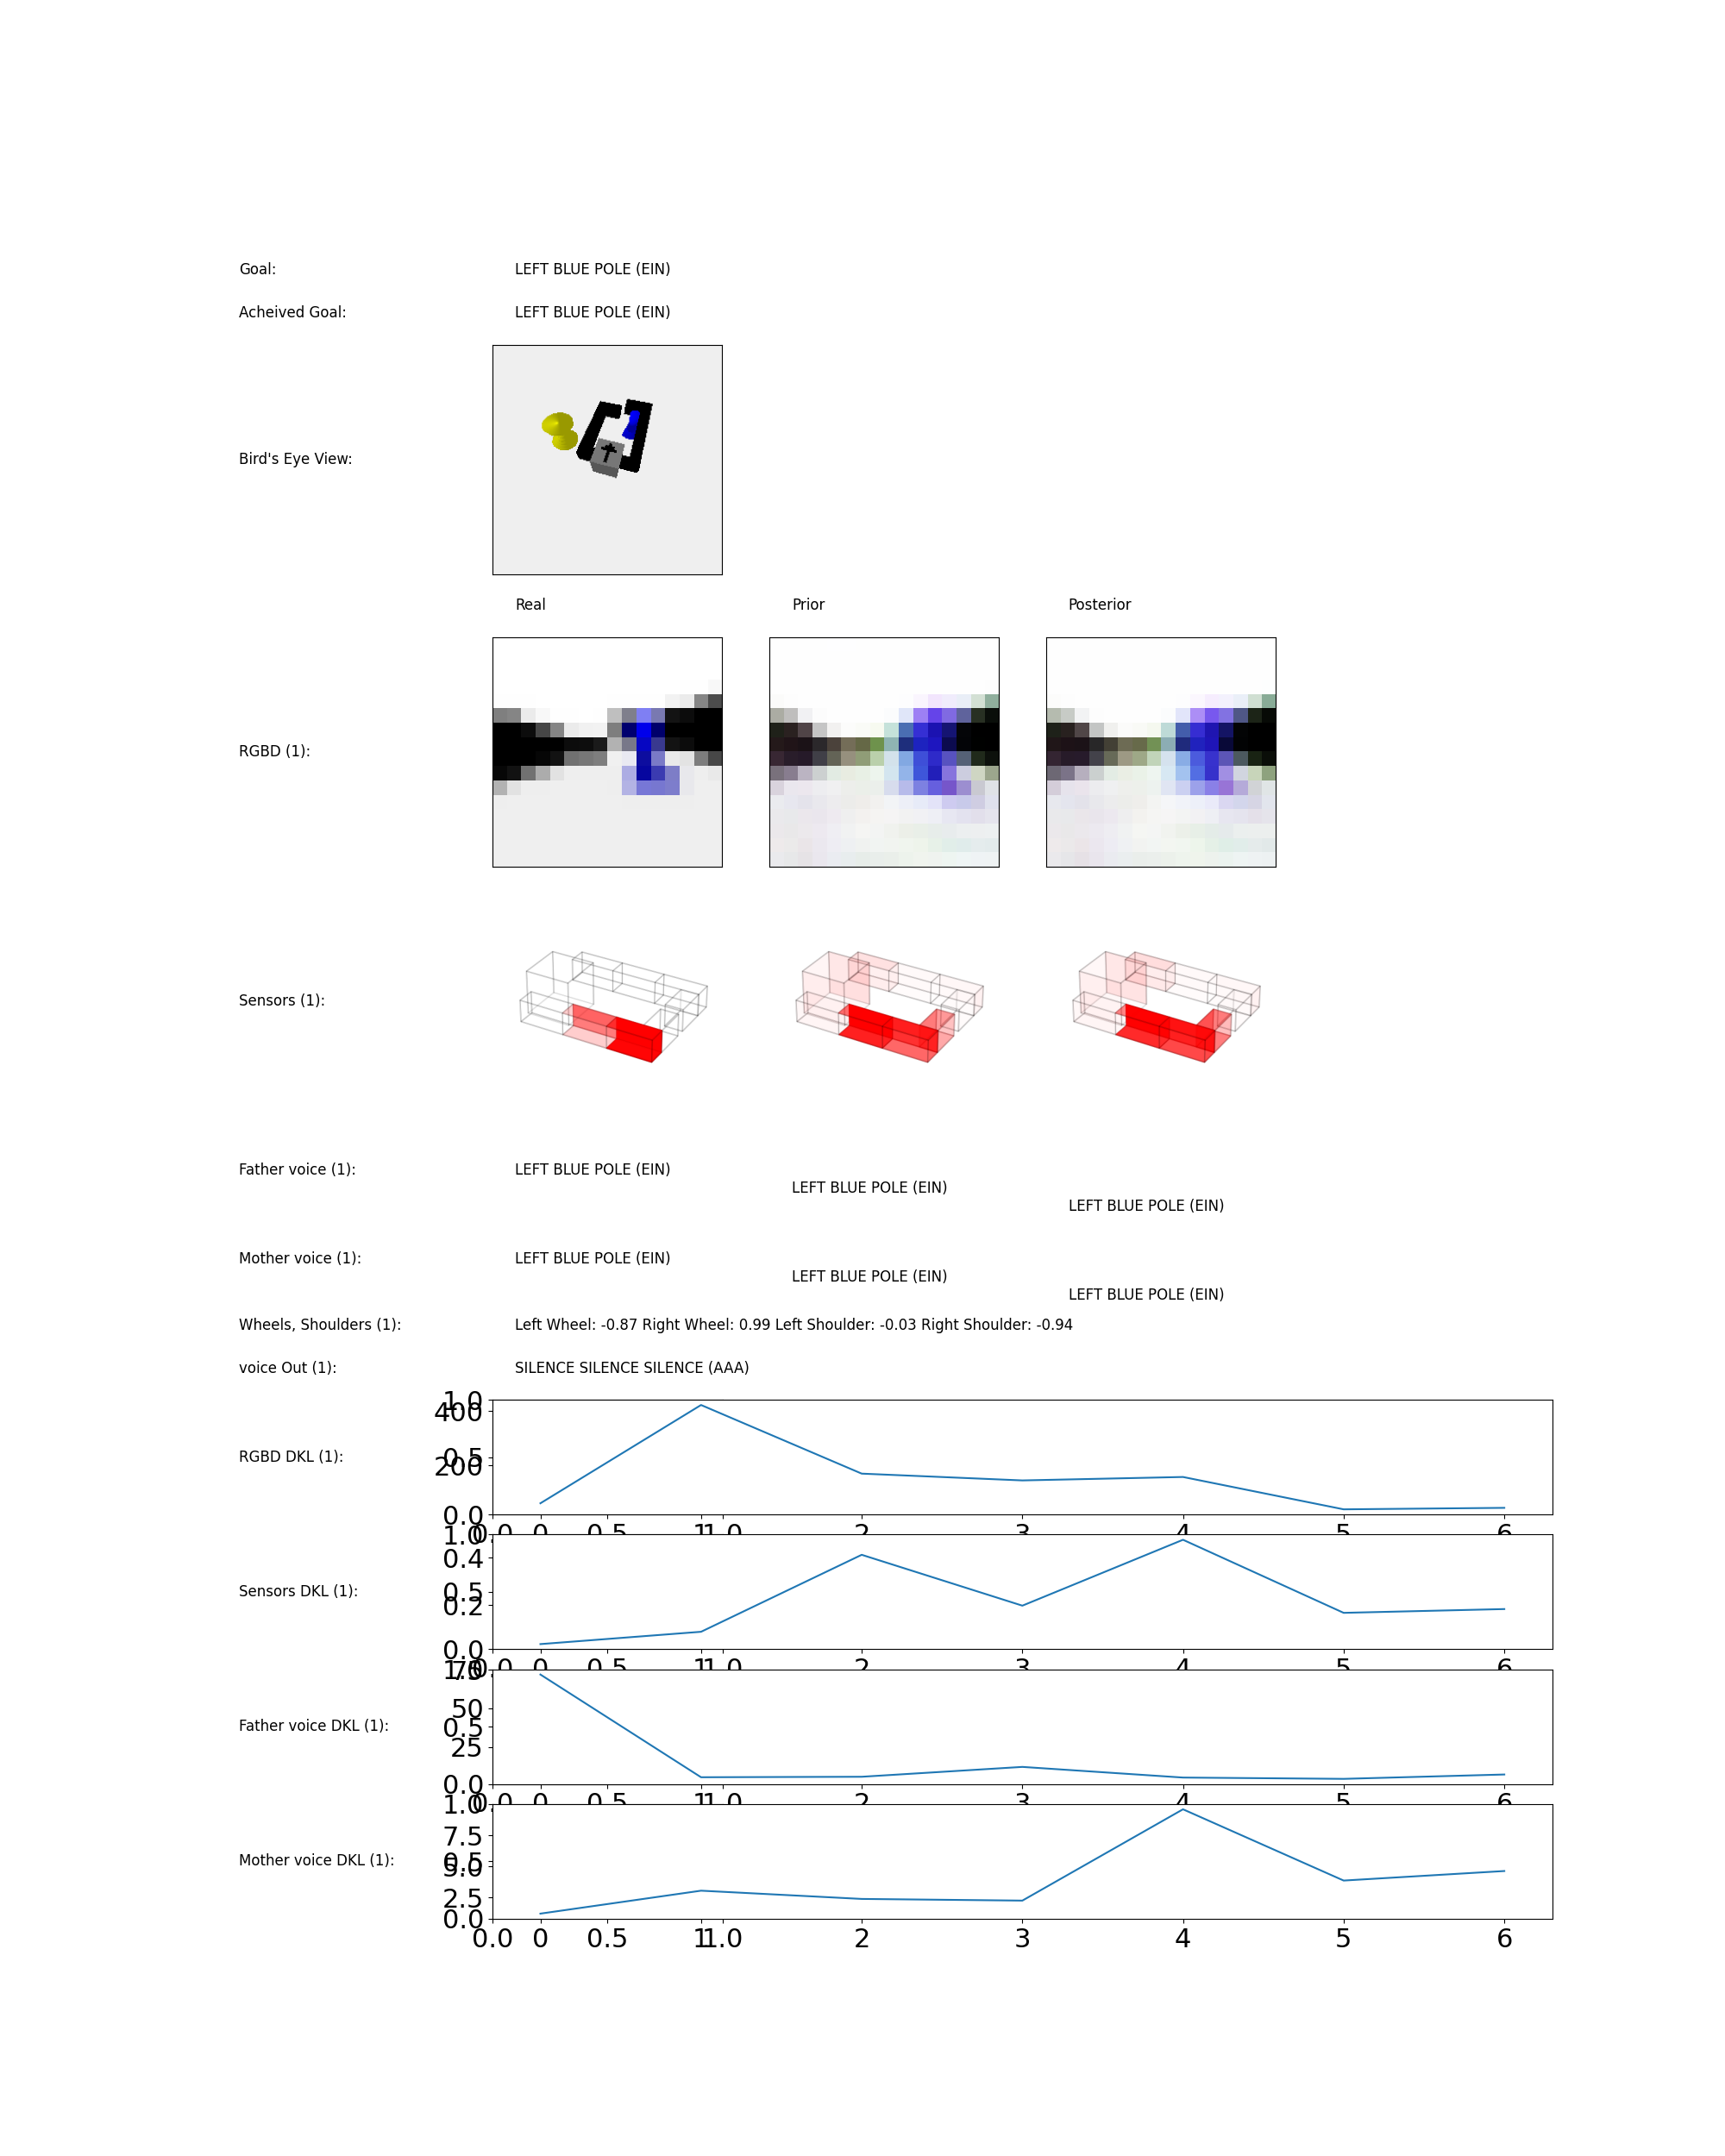 Goal: LEFT BLUE POLE (EIN)
Acheived Goal: LEFT BLUE POLE (EIN)
Bird's Eye View:
Real Prior Posterior
RGBD (1):
Sensors (1):
Father voice (1): LEFT BLUE POLE (EIN)
LEFT BLUE POLE (EIN)
LEFT BLUE POLE (EIN)
Mother voice (1): LEFT BLUE POLE (EIN)
LEFT BLUE POLE (EIN)
LEFT BLUE POLE (EIN)
Wheels, Shoulders (1): Left Wheel: -0.87 Right Wheel: 0.99 Left Shoulder: -0.03 Right Shoulder: -0.94
voice Out (1): SILENCE SILENCE SILENCE (AAA)
1.0
400
RGBD DKL (1):
0.5
200
0.0
0.0 0 0.5 1 1.0 2 3 4 5 6
1.0
0.4
Sensors DKL (1):
0.5
0.2
0.0
0.0 0 0.5 1 1.0 2 3 4 5 6
1.0
75
50
Father voice DKL (1):
0.5
25
0.0
0.0 0 0.5 1 1.0 2 3 4 5 6
1.0
7.5
Mother voice DKL (1):
0.5
5.0
2.5
0.0
0.0 0 0.5 1 1.0 2 3 4 5 6